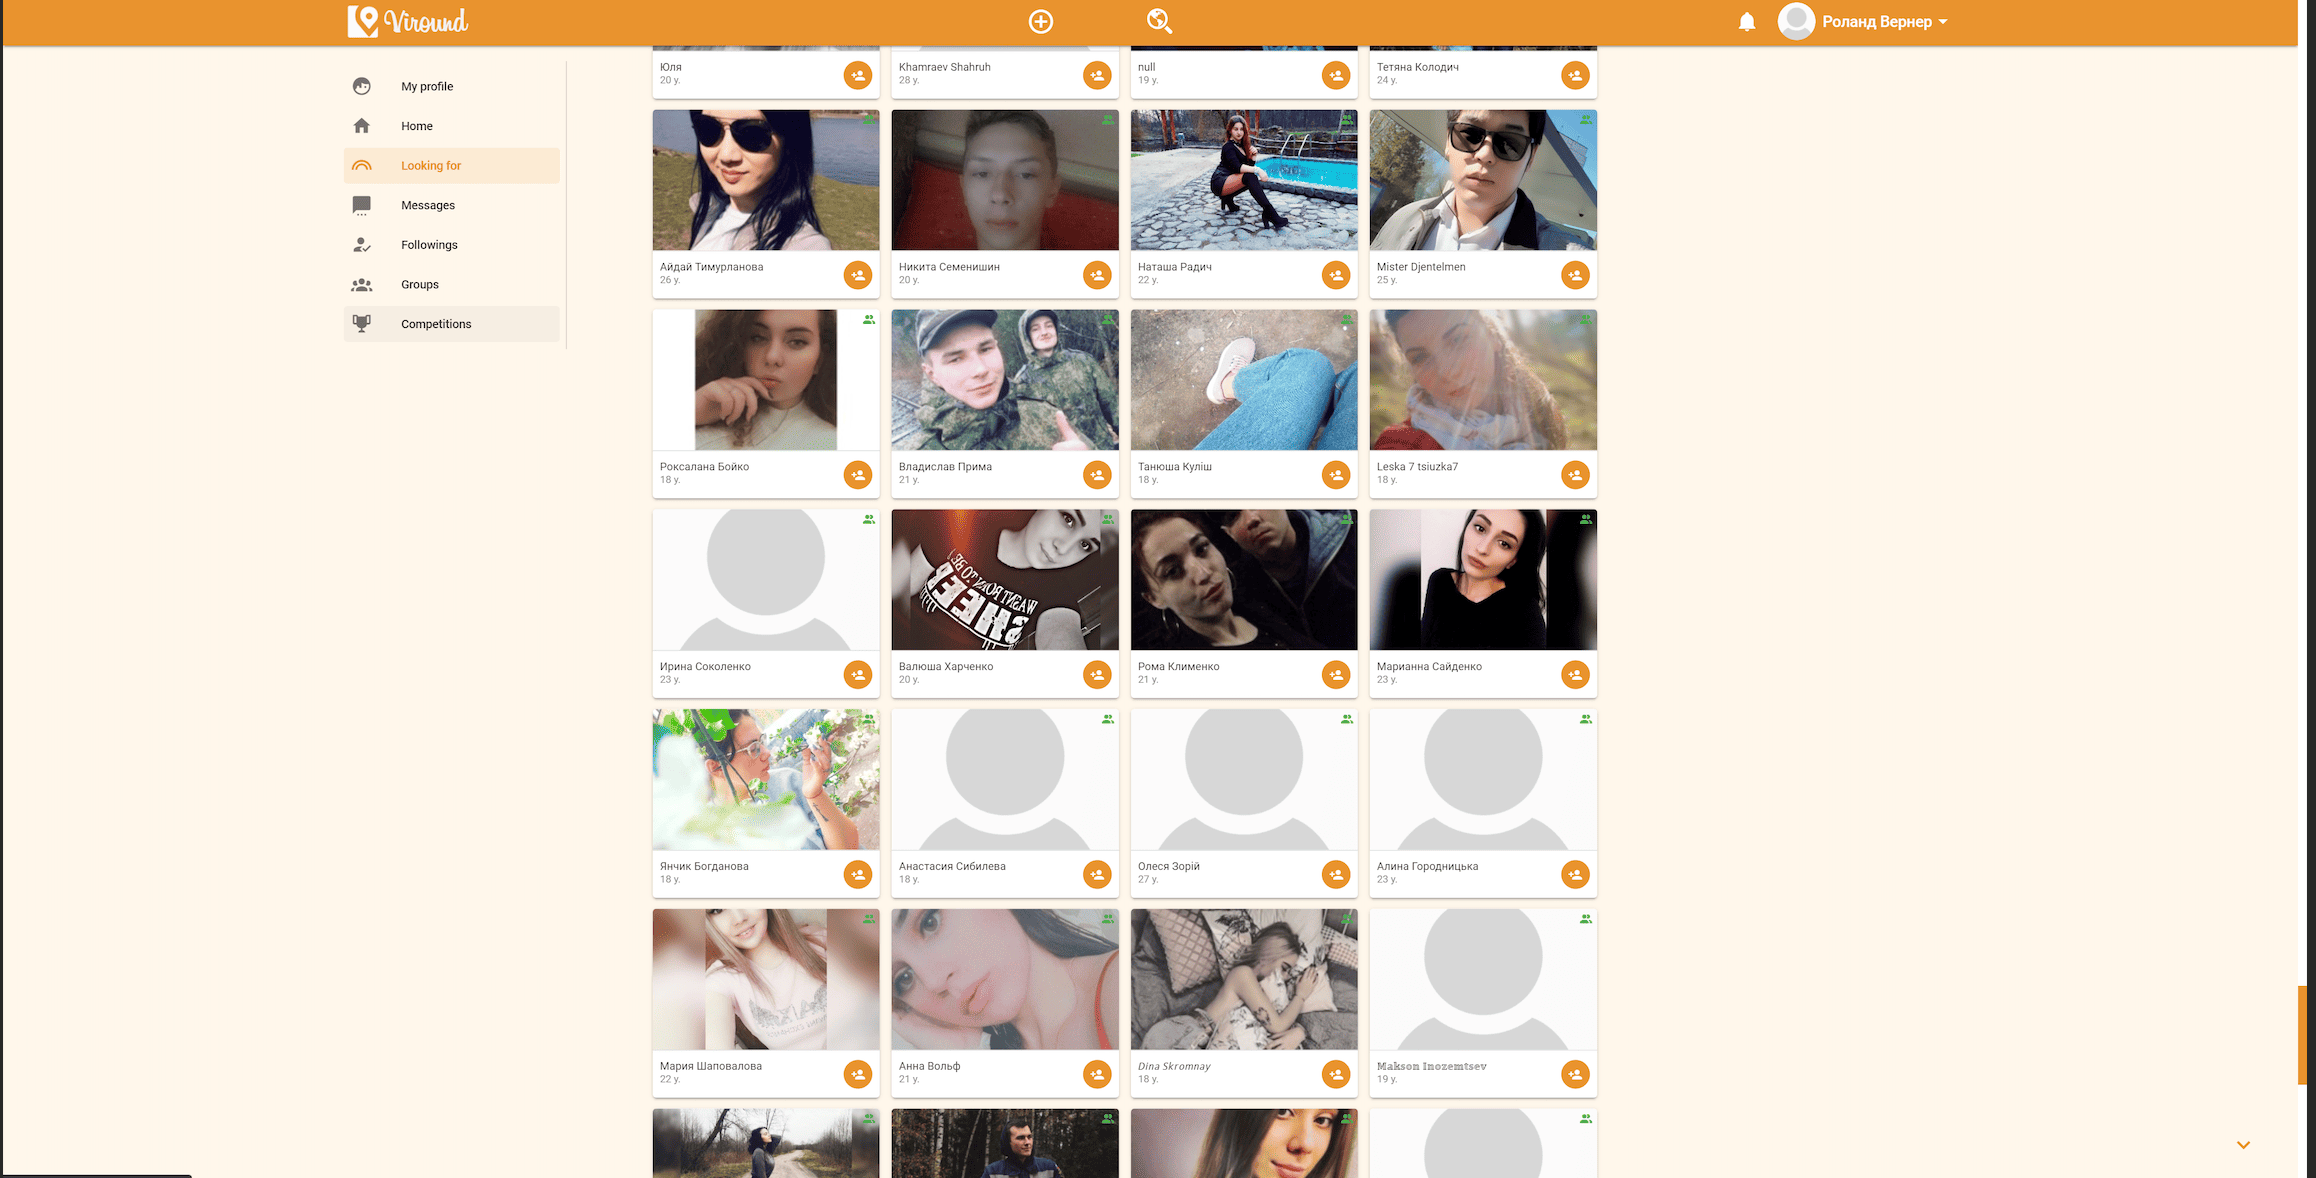 Viround
Роланд Вернер
My profile
Home
Looking for
Messages
Followings
Groups
Competitions
Юля
20 y.
Khamraev Shahruh
28 y.
null
19 y.
Тетяна Колодич
24 y.
Айдай Тимурланова
26 y.
Никита Семенишин
20 y.
Наташа Радич
22 y.
Mister Djentelmen
25 y.
Роксалана Бойко
18 y.
Владислав Прима
21 y.
Танюша Куліш
18 y.
Leska 7 tsiuzka7
18 y.
Ирина Соколенко
23 y.
Валюша Харченко
20 y.
Рома Клименко
21 y.
Марианна Сайденко
23 y.
Янчик Богданова
18 y.
Анастасия Сибилева
18 y.
Олеся Зорій
27 y.
Алина Городницька
23 y.
Мария Шаповалова
22 y.
Анна Вольф
21 y.
Dina Skromnay
18 y.
Makson Inozemtsev
19 y.